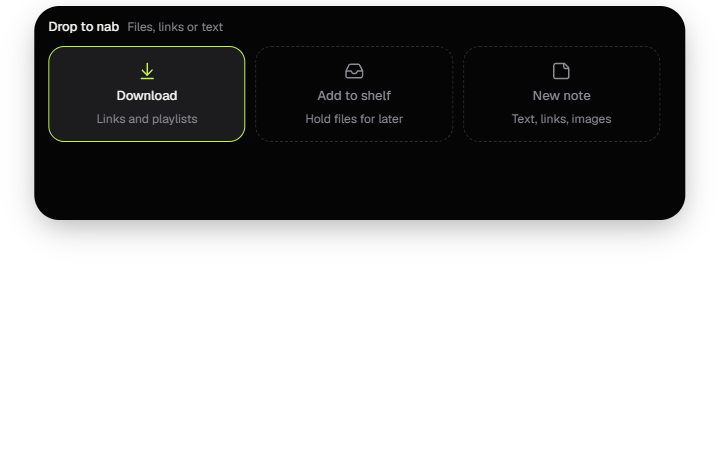 Drop to nab Files, links or text
Download
Links and playlists
Add to shelf
Hold files for later
New note
Text, links, images